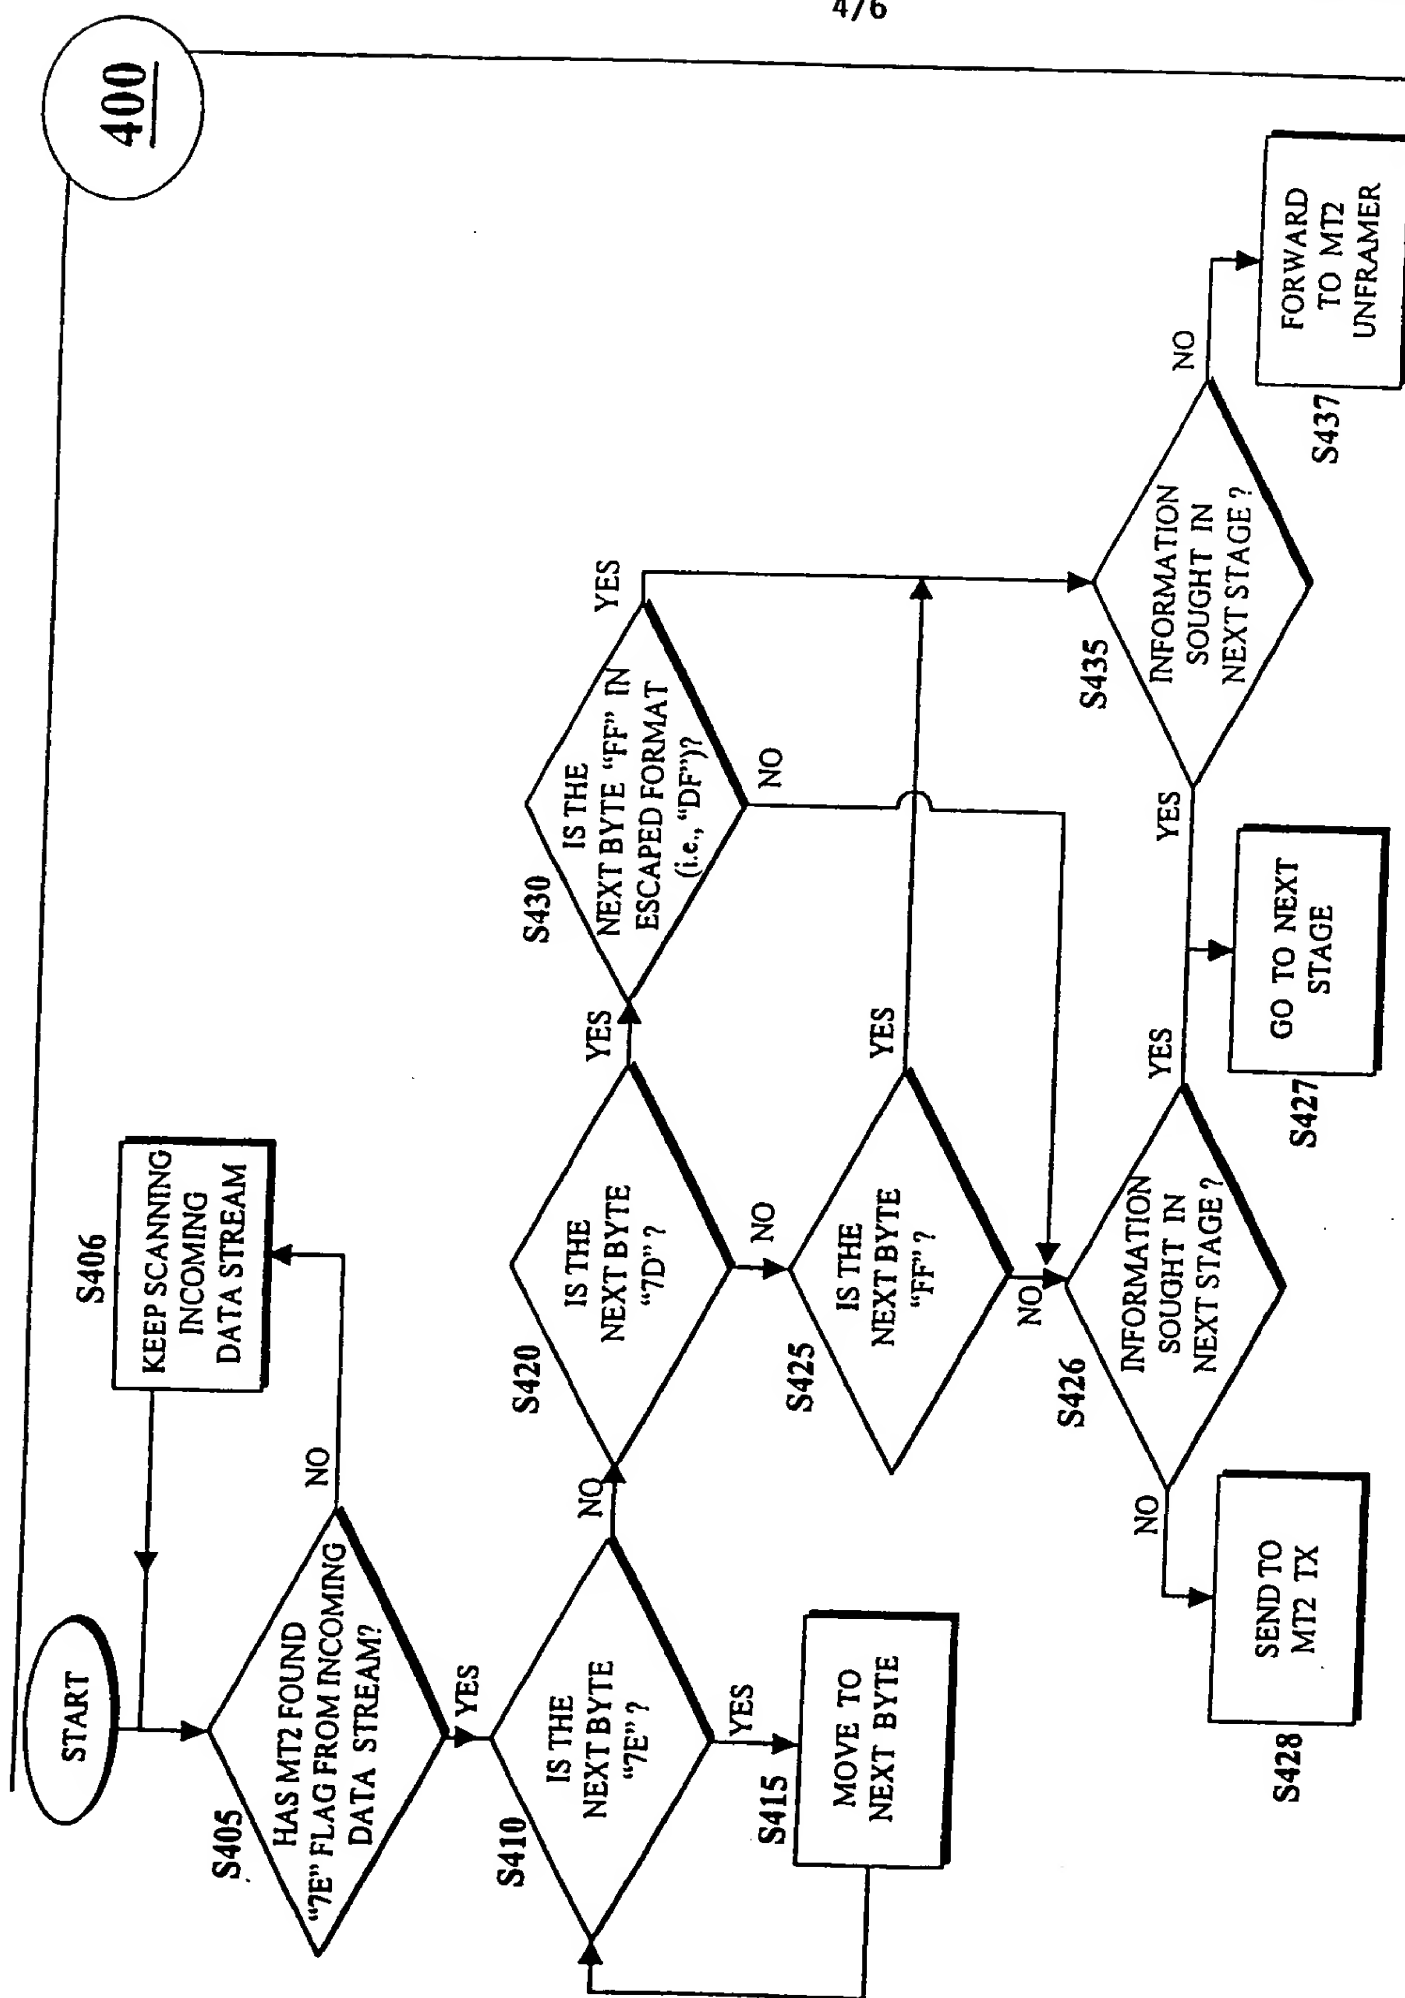 4/6
400
START
S405
HAS MT2 FOUND
"7E" FLAG FROM INCOMING
DATA STREAM?
NO
S406
KEEP SCANNING
INCOMING
DATA STREAM
YES
S410
IS THE
NEXT BYTE
"7E" ?
YES
S415
MOVE TO
NEXT BYTE
NO
S420
IS THE
NEXT BYTE
"7D" ?
YES
S430
IS THE
NEXT BYTE "FF" IN
ESCAPED FORMAT
(i.e., "DF")?
YES
NO
NO
S425
IS THE
NEXT BYTE
"FF" ?
YES
NO
S426
INFORMATION
SOUGHT IN
NEXT STAGE ?
YES
NO
S428
SEND TO
MT2 TX
S427
GO TO NEXT
STAGE
YES
S435
INFORMATION
SOUGHT IN
NEXT STAGE ?
NO
S437
FORWARD
TO MT2
UNFRAMER